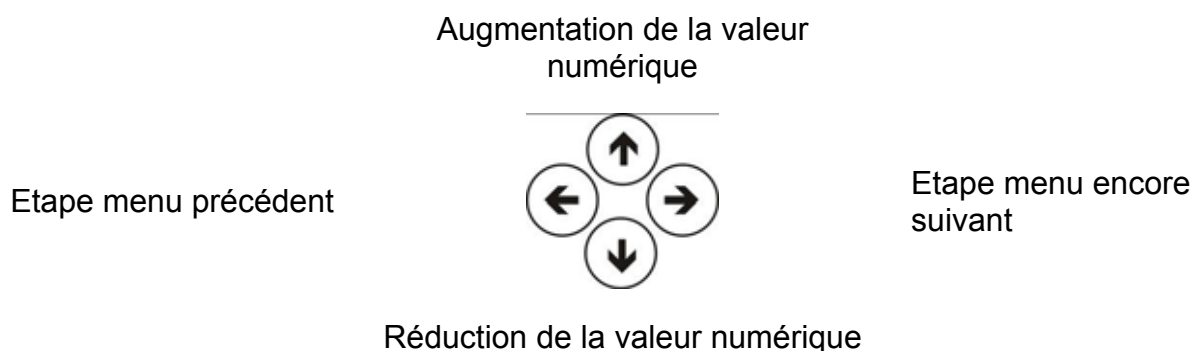 Augmentation de la valeur
numérique
Etape menu précédent
Etape menu encore
suivant
Réduction de la valeur numérique